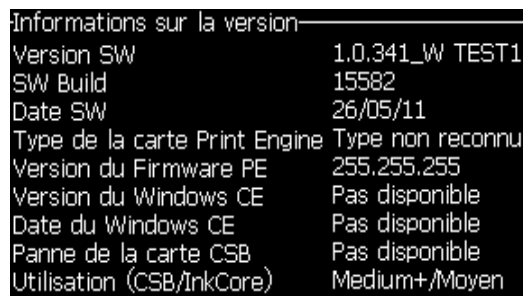 Informations sur la version
Version SW 1.0.341_W TEST1
SW Build 15582
Date SW 26/05/11
Type de la carte Print Engine Type non reconnu
Version du Firmware PE 255.255.255
Version du Windows CE Pas disponible
Date du Windows CE Pas disponible
Panne de la carte CSB Pas disponible
Utilisation (CSB/InkCore) Medium+/Moyen